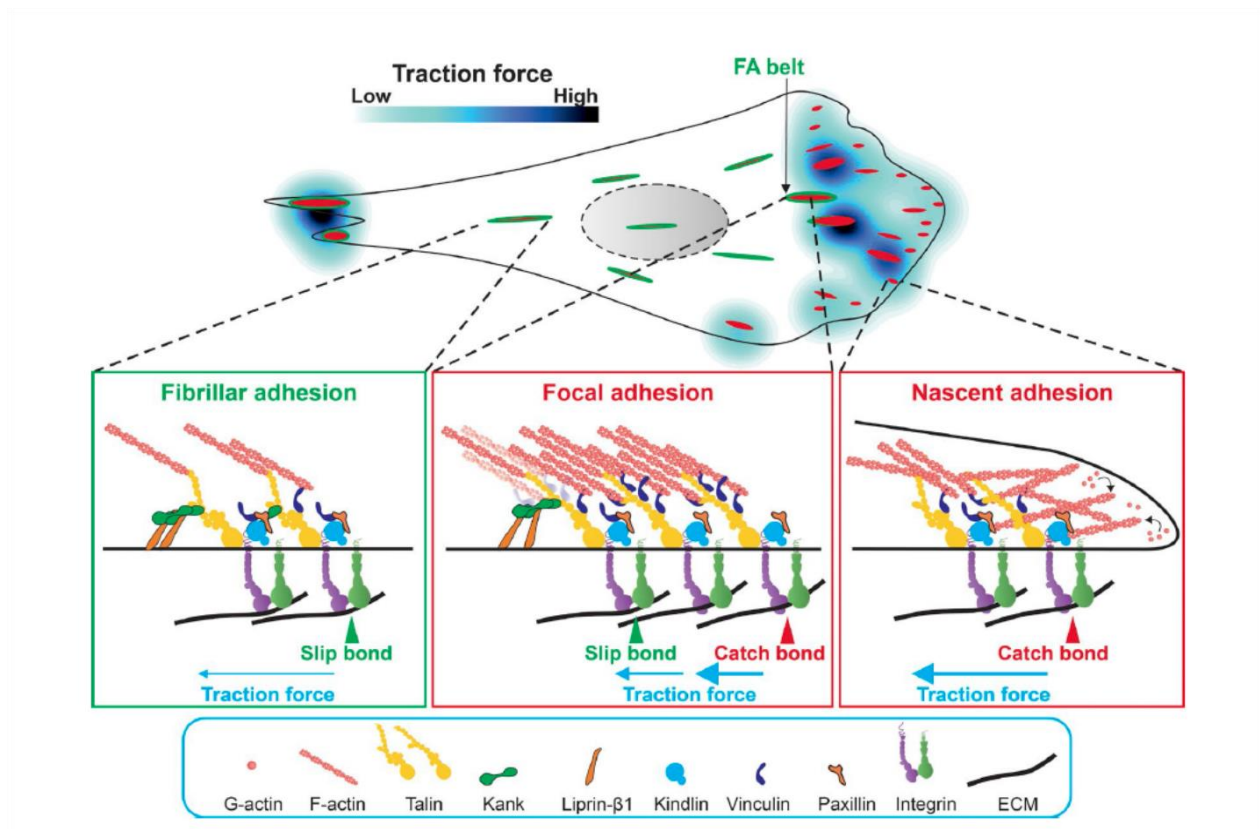 Traction force
Low High
FA belt
Fibrillar adhesion
Slip bond
Traction force
Focal adhesion
Slip bond Catch bond
Traction force
Nascent adhesion
Catch bond
Traction force
G-actin F-actin Talin Kank Liprin-β1 Kindlin Vinculin Paxillin Integrin ECM